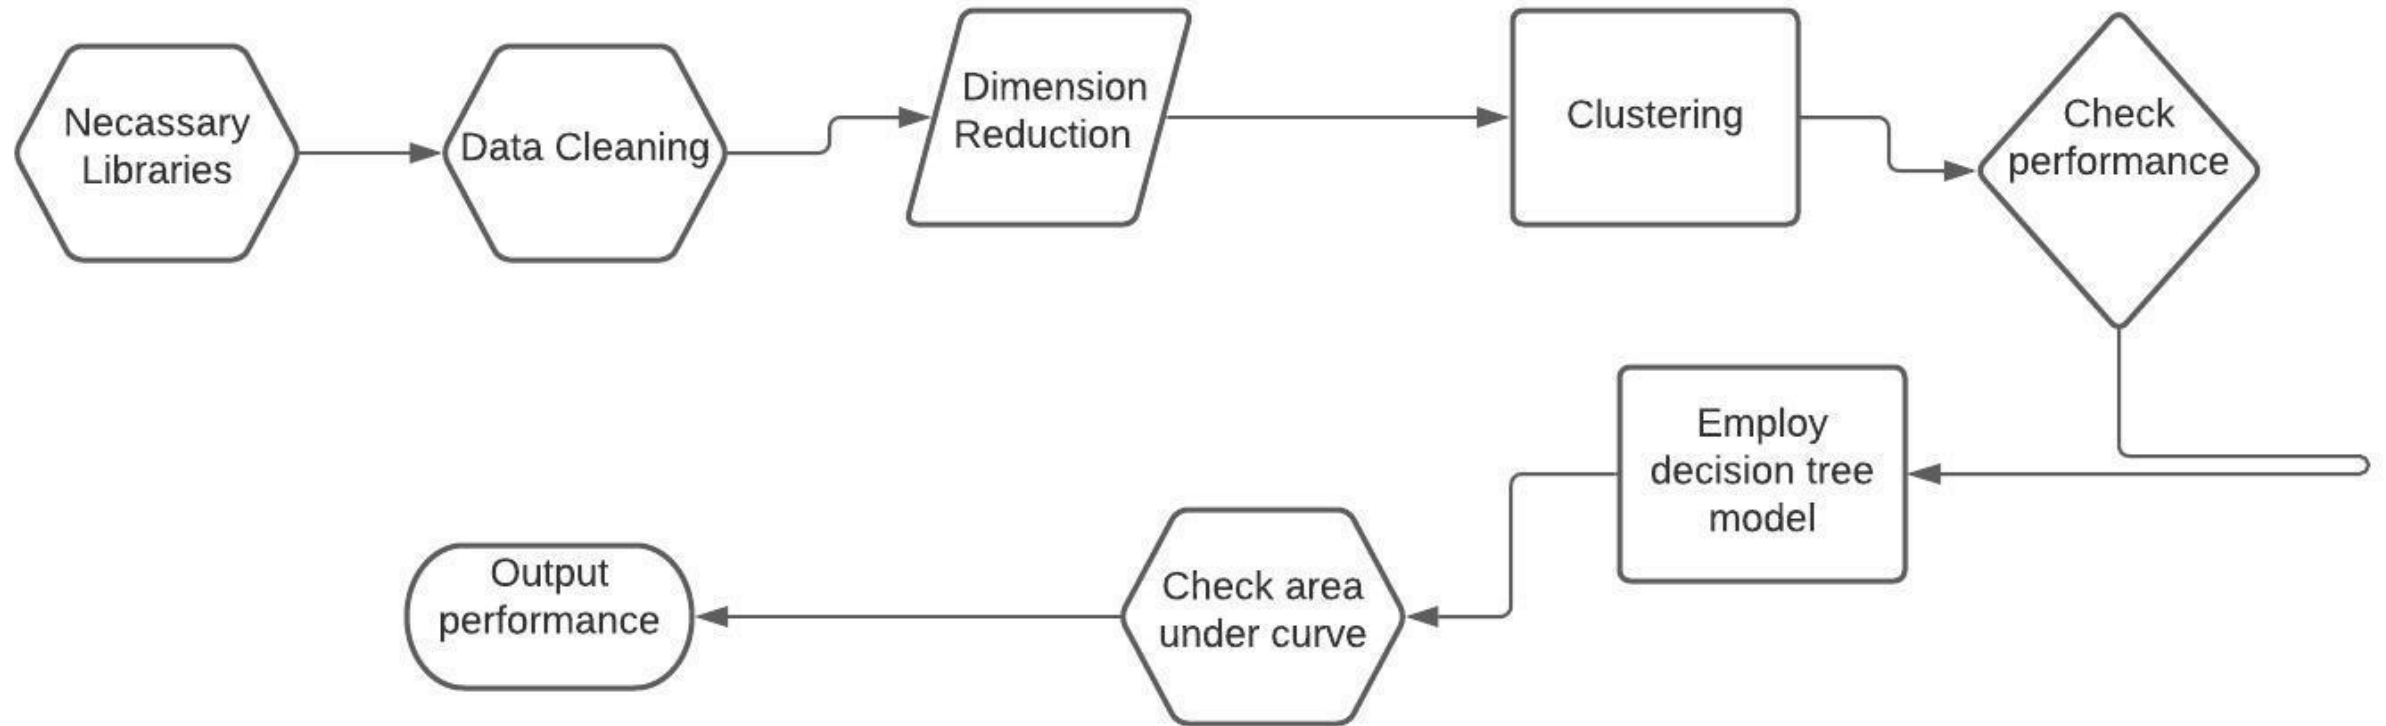 Necassary
Libraries
Data Cleaning
Dimension
Reduction
Clustering
Check
performance
Employ
decision tree
model
Check area
under curve
Output
performance